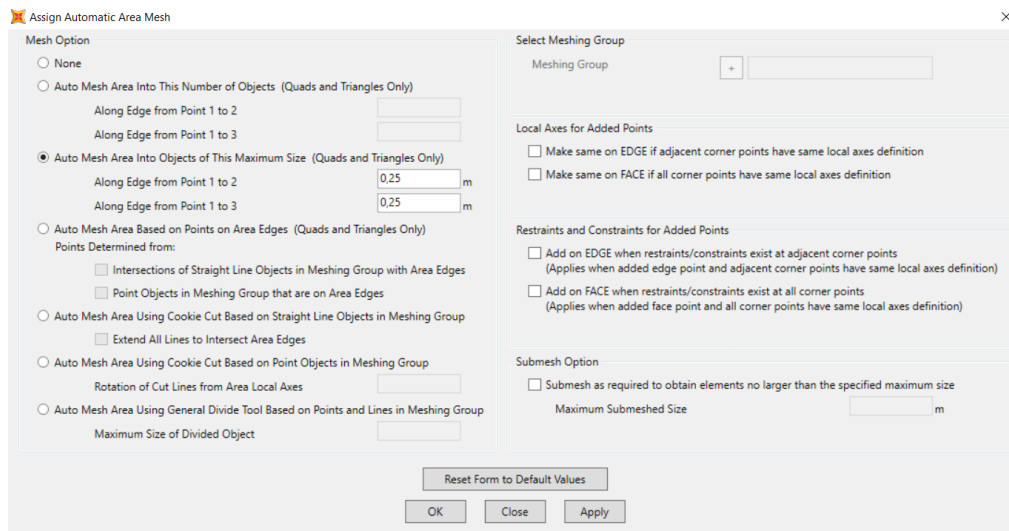 Assign Automatic Area Mesh
Mesh Option
None
Auto Mesh Area Into This Number of Objects (Quads and Triangles Only)
Along Edge from Point 1 to 2
Along Edge from Point 1 to 3
Auto Mesh Area Into Objects of This Maximum Size (Quads and Triangles Only)
Along Edge from Point 1 to 2 0,25 m
Along Edge from Point 1 to 3 0,25 m
Auto Mesh Area Based on Points on Area Edges (Quads and Triangles Only)
Points Determined from:
Intersections of Straight Line Objects in Meshing Group with Area Edges
Point Objects in Meshing Group that are on Area Edges
Auto Mesh Area Using Cookie Cut Based on Straight Line Objects in Meshing Group
Extend All Lines to Intersect Area Edges
Auto Mesh Area Using Cookie Cut Based on Point Objects in Meshing Group
Rotation of Cut Lines from Area Local Axes
Auto Mesh Area Using General Divide Tool Based on Points and Lines in Meshing Group
Maximum Size of Divided Object
Select Meshing Group
Meshing Group +
Local Axes for Added Points
Make same on EDGE if adjacent corner points have same local axes definition
Make same on FACE if all corner points have same local axes definition
Restraints and Constraints for Added Points
Add on EDGE when restraints/constraints exist at adjacent corner points
(Applies when added edge point and adjacent corner points have same local axes definition)
Add on FACE when restraints/constraints exist at all corner points
(Applies when added face point and all corner points have same local axes definition)
Submesh Option
Submesh as required to obtain elements no larger than the specified maximum size
Maximum Submeshed Size m
Reset Form to Default Values
OK Close Apply